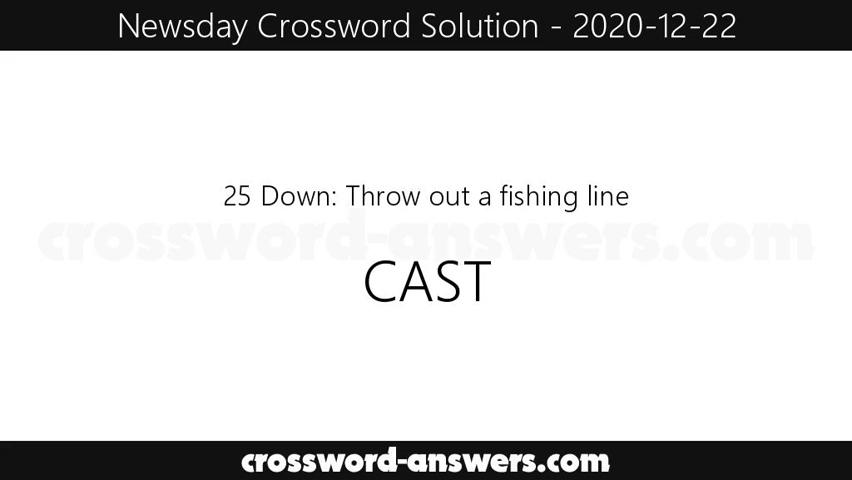 Newsday Crossword Solution - 2020-12-22
25 Down: Throw out a fishing line
crossword-answers.com
CAST
crossword-answers.com